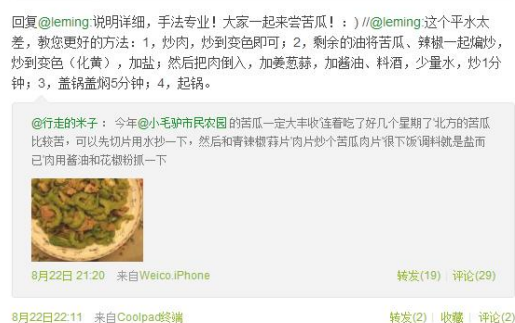 回复@leming:说明详细，手法专业！大家一起来尝苦瓜！：) //@leming:这个平水太
差，教您更好的方法：1，炒肉，炒到变色即可；2，剩余的油将苦瓜、辣椒一起煸炒，
炒到变色（化黄），加盐；然后把肉倒入，加姜葱蒜，加酱油、料酒，少量水，炒1分
钟；3，盖锅盖焖5分钟；4，起锅。
@行走的米子： 今年@小毛驴市民农园 的苦瓜一定大丰收'连着吃了好几个星期了'北方的苦瓜
比较苦，可以先切片用水抄一下，然后和青辣椒'蒜片'肉片炒个苦瓜肉片'很下饭'调料就是盐而
已'肉用酱油和花椒粉抓一下
8月22日 21:20 来自Weico.iPhone 转发(19) | 评论(29)
8月22日22:11 来自Coolpad终端 转发(2) | 收藏 | 评论(2)